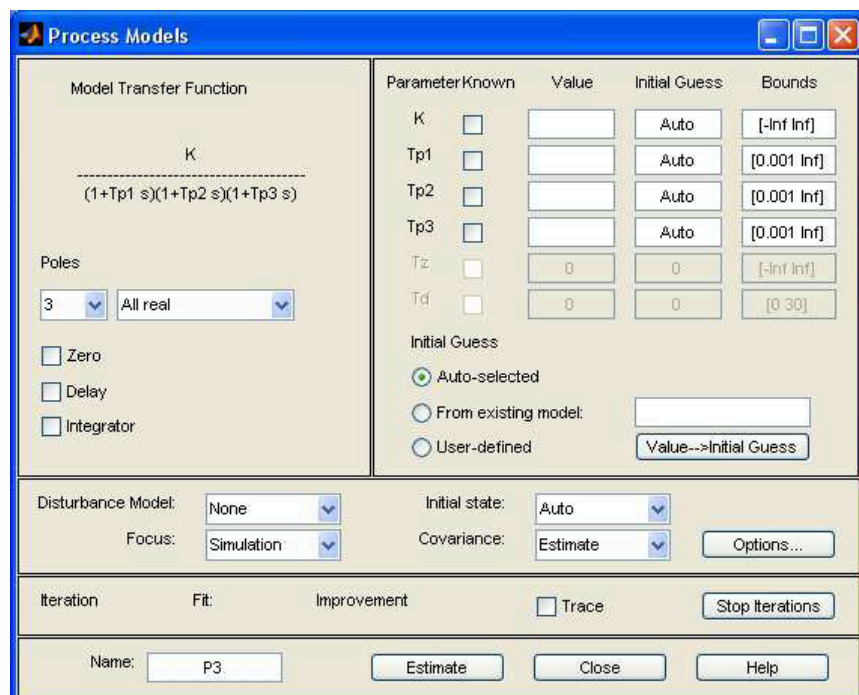 Process Models
Model Transfer Function
K
-------------------------------------
(1+Tp1 s)(1+Tp2 s)(1+Tp3 s)
Poles
3 All real
Zero
Delay
Integrator
Parameter Known Value Initial Guess Bounds
K Auto [-Inf Inf]
Tp1 Auto [0.001 Inf]
Tp2 Auto [0.001 Inf]
Tp3 Auto [0.001 Inf]
Tz 0 0 [-Inf Inf]
Td 0 0 [0 30]
Initial Guess
Auto-selected
From existing model:
User-defined Value-->Initial Guess
Disturbance Model: None Initial state: Auto
Focus: Simulation Covariance: Estimate Options...
Iteration Fit: Improvement Trace Stop Iterations
Name: P3 Estimate Close Help